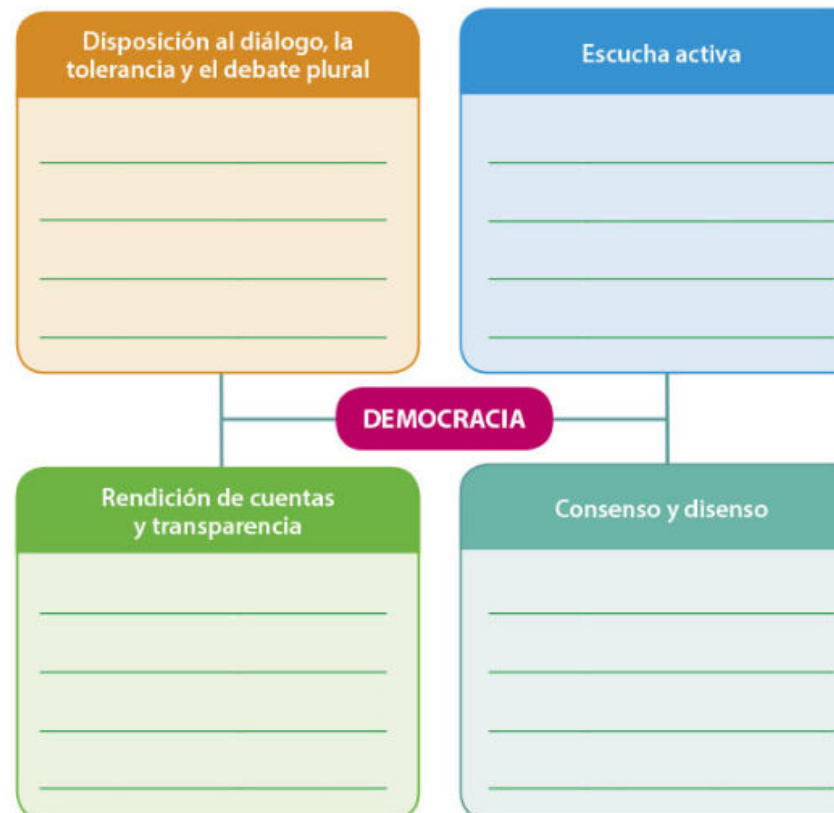 Disposición al diálogo, la
tolerancia y el debate plural
Escucha activa
DEMOCRACIA
Rendición de cuentas
y transparencia
Consenso y disenso